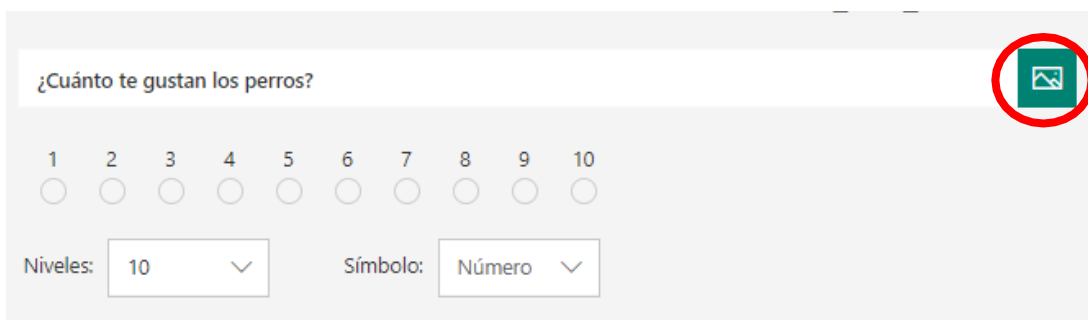 ¿Cuánto te gustan los perros?
1 2 3 4 5 6 7 8 9 10
Niveles: 10 Símbolo: Número